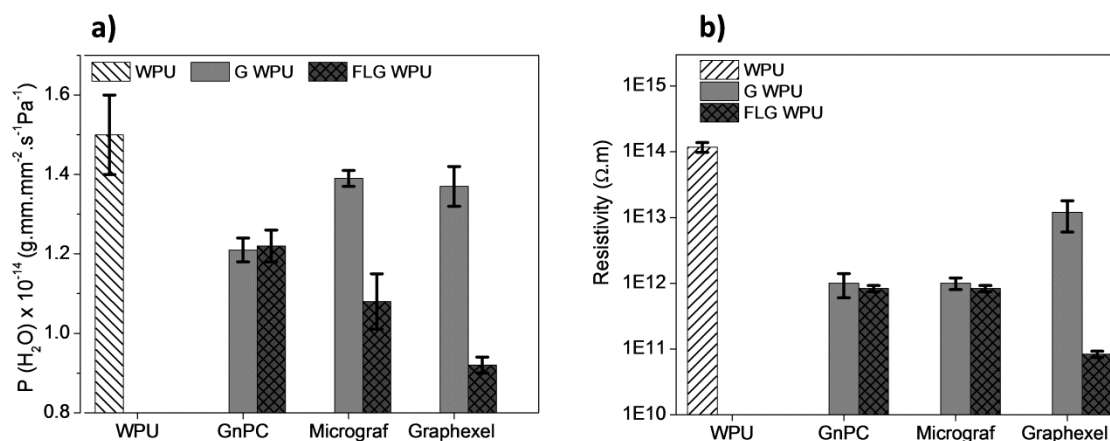 a)
WPU G WPU FLG WPU
P (H₂O) x 10⁻¹⁴ (g.mm.mm⁻².s⁻¹Pa⁻¹)
1.6
1.4
1.2
1.0
0.8
WPU GnPC Micrograf Graphexel
b)
WPU
G WPU
FLG WPU
Resistivity (Ω.m)
1E15
1E14
1E13
1E12
1E11
1E10
WPU GnPC Micrograf Graphexel